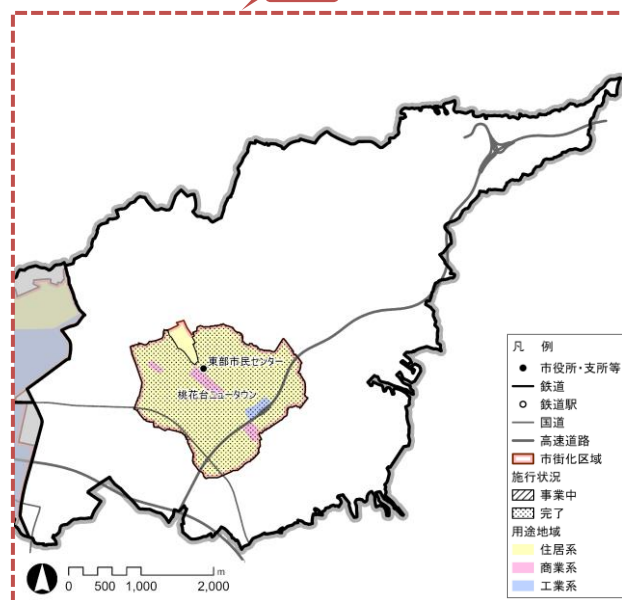 東部市民センター
桃花台ニュータウン
凡 例
市役所・支所等
鉄道
鉄道駅
国道
高速道路
市街化区域
施行状況
事業中
完了
用途地域
住居系
商業系
工業系
m
0 500 1,000 2,000